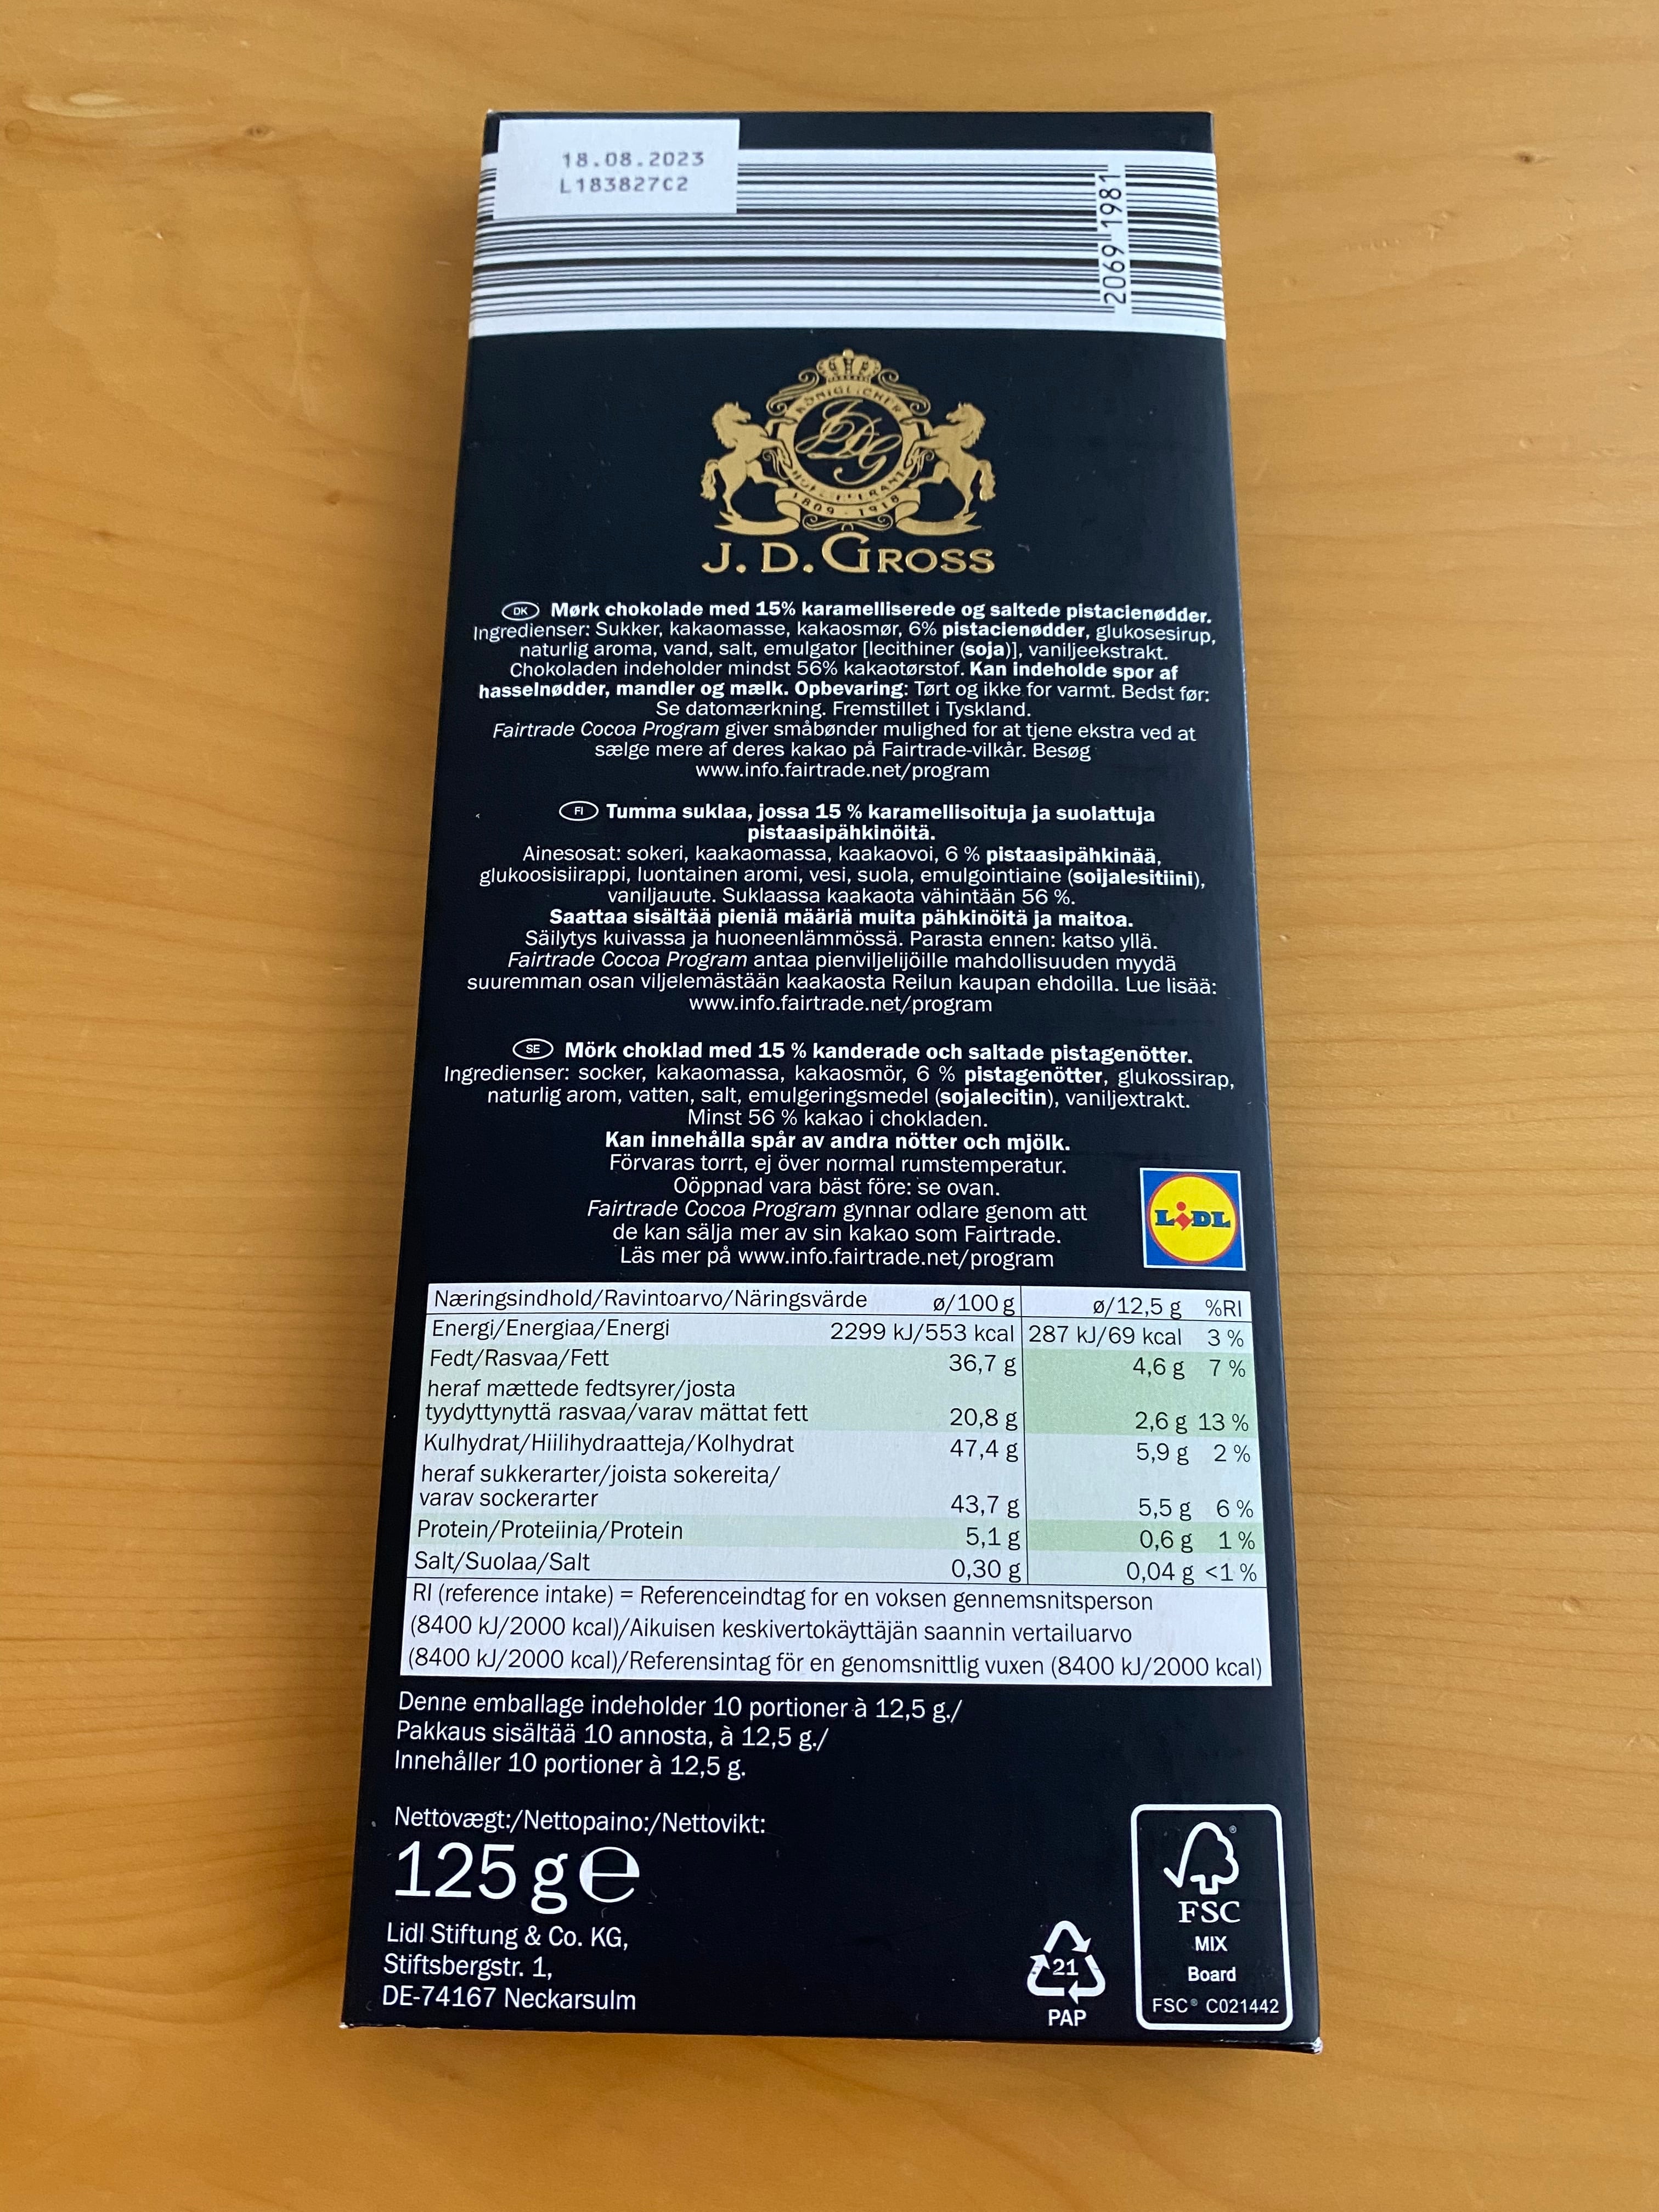 18.08.2023
L183827C2
2069 1981
KÖNIGLICHER
JDG
HOFLIEFERANT
1809 - 1918
J. D. GROSS
DK Mørk chokolade med 15% karamelliserede og saltede pistacienødder.
Ingredienser: Sukker, kakaomasse, kakaosmør, 6% pistacienødder, glukosesirup,
naturlig aroma, vand, salt, emulgator [lecithiner (soja)], vaniljeekstrakt.
Chokoladen indeholder mindst 56% kakaotørstof. Kan indeholde spor af
hasselnødder, mandler og mælk. Opbevaring: Tørt og ikke for varmt. Bedst før:
Se datomærkning. Fremstillet i Tyskland.
Fairtrade Cocoa Program giver småbønder mulighed for at tjene ekstra ved at
sælge mere af deres kakao på Fairtrade-vilkår. Besøg
www.info.fairtrade.net/program
FI Tumma suklaa, jossa 15 % karamellisoituja ja suolattuja
pistaasipähkinöitä.
Ainesosat: sokeri, kaakaomassa, kaakaovoi, 6 % pistaasipähkinää,
glukoosisiirappi, luontainen aromi, vesi, suola, emulgointiaine (soijalesitiini),
vaniljauute. Suklaassa kaakaota vähintään 56 %.
Saattaa sisältää pieniä määriä muita pähkinöitä ja maitoa.
Säilytys kuivassa ja huoneenlämmössä. Parasta ennen: katso yllä.
Fairtrade Cocoa Program antaa pienviljelijöille mahdollisuuden myydä
suuremman osan viljelemästään kaakaosta Reilun kaupan ehdoilla. Lue lisää:
www.info.fairtrade.net/program
SE Mörk choklad med 15 % kanderade och saltade pistagenötter.
Ingredienser: socker, kakaomassa, kakaosmör, 6 % pistagenötter, glukossirap,
naturlig arom, vatten, salt, emulgeringsmedel (sojalecitin), vaniljextrakt.
Minst 56 % kakao i chokladen.
Kan innehålla spår av andra nötter och mjölk.
Förvaras torrt, ej över normal rumstemperatur.
Oöppnad vara bäst före: se ovan.
Fairtrade Cocoa Program gynnar odlare genom att
de kan sälja mer av sin kakao som Fairtrade.
Läs mer på www.info.fairtrade.net/program
LIDL
Næringsindhold/Ravintoarvo/Näringsvärde ø/100 g ø/12,5 g %RI
Energi/Energiaa/Energi 2299 kJ/553 kcal 287 kJ/69 kcal 3 %
Fedt/Rasvaa/Fett 36,7 g 4,6 g 7 %
heraf mættede fedtsyrer/josta
tyydyttynyttä rasvaa/varav mättat fett 20,8 g 2,6 g 13 %
Kulhydrat/Hiilihydraatteja/Kolhydrat 47,4 g 5,9 g 2 %
heraf sukkerarter/joista sokereita/
varav sockerarter 43,7 g 5,5 g 6 %
Protein/Proteiinia/Protein 5,1 g 0,6 g 1 %
Salt/Suolaa/Salt 0,30 g 0,04 g <1 %
RI (reference intake) = Referenceindtag for en voksen gennemsnitsperson
(8400 kJ/2000 kcal)/Aikuisen keskivertokäyttäjän saannin vertailuarvo
(8400 kJ/2000 kcal)/Referensintag för en genomsnittlig vuxen (8400 kJ/2000 kcal)
Denne emballage indeholder 10 portioner à 12,5 g./
Pakkaus sisältää 10 annosta, à 12,5 g./
Innehåller 10 portioner à 12,5 g.
Nettovægt:/Nettopaino:/Nettovikt:
125 g e
Lidl Stiftung & Co. KG,
Stiftsbergstr. 1,
DE-74167 Neckarsulm
21
PAP
®
FSC
MIX
Board
FSC® C021442